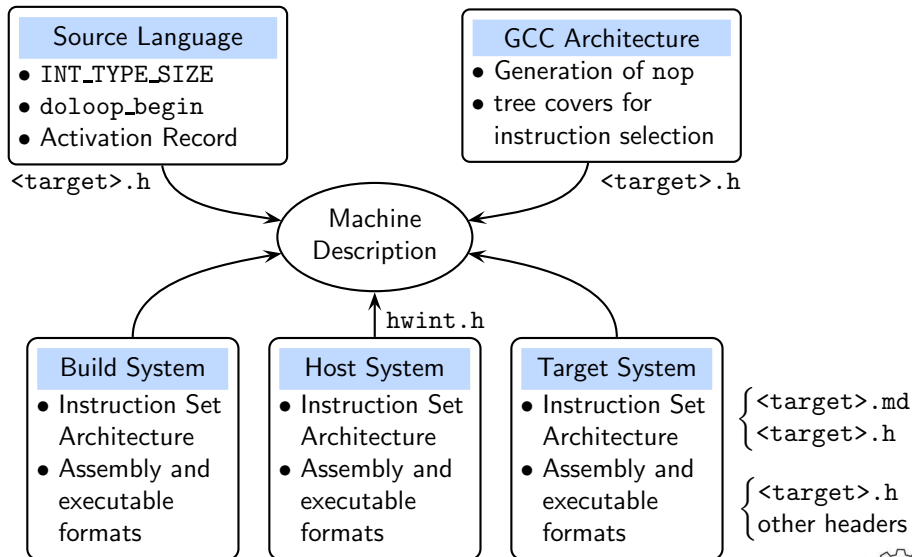 Source Language
• INT_TYPE_SIZE
• doloop_begin
• Activation Record
<target>.h
GCC Architecture
• Generation of nop
• tree covers for
instruction selection
<target>.h
Machine
Description
hwint.h
Build System
• Instruction Set
Architecture
• Assembly and
executable
formats
Host System
• Instruction Set
Architecture
• Assembly and
executable
formats
Target System
• Instruction Set
Architecture
• Assembly and
executable
formats
<target>.md
<target>.h
<target>.h
other headers